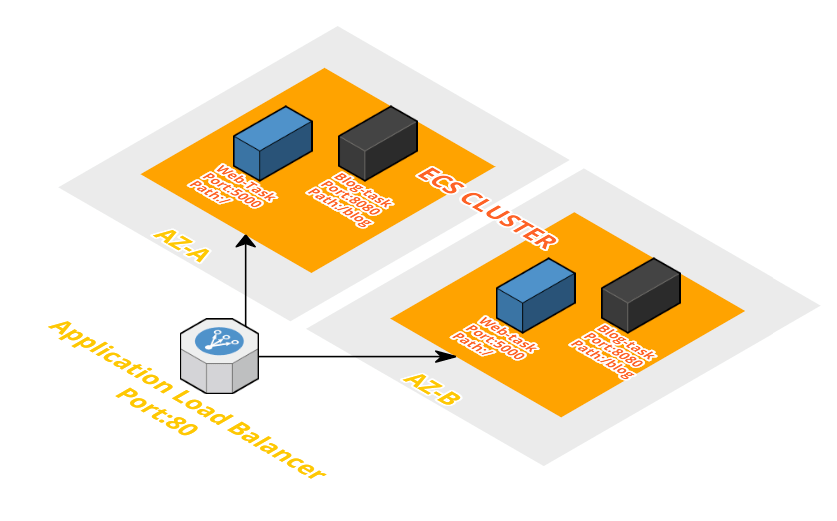 Web-Task
Port:5000
Path:/
Blog-task
Port:8080
Path:/blog
ECS CLUSTER
AZ-A
Web-task
Port:5000
Path:/
Blog-task
Port:8080
Path:/blog
AZ-B
Application Load Balancer
Port:80